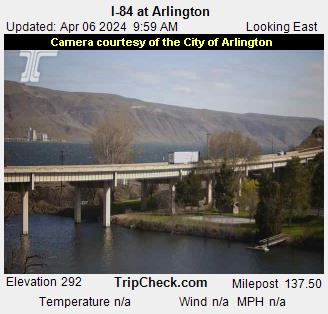 I-84 at Arlington
Updated: Apr 06 2024 9:59 AM Looking East
Camera courtesy of the City of Arlington
Elevation 292 TripCheck.com Milepost 137.50
Temperature n/a Wind n/a MPH n/a